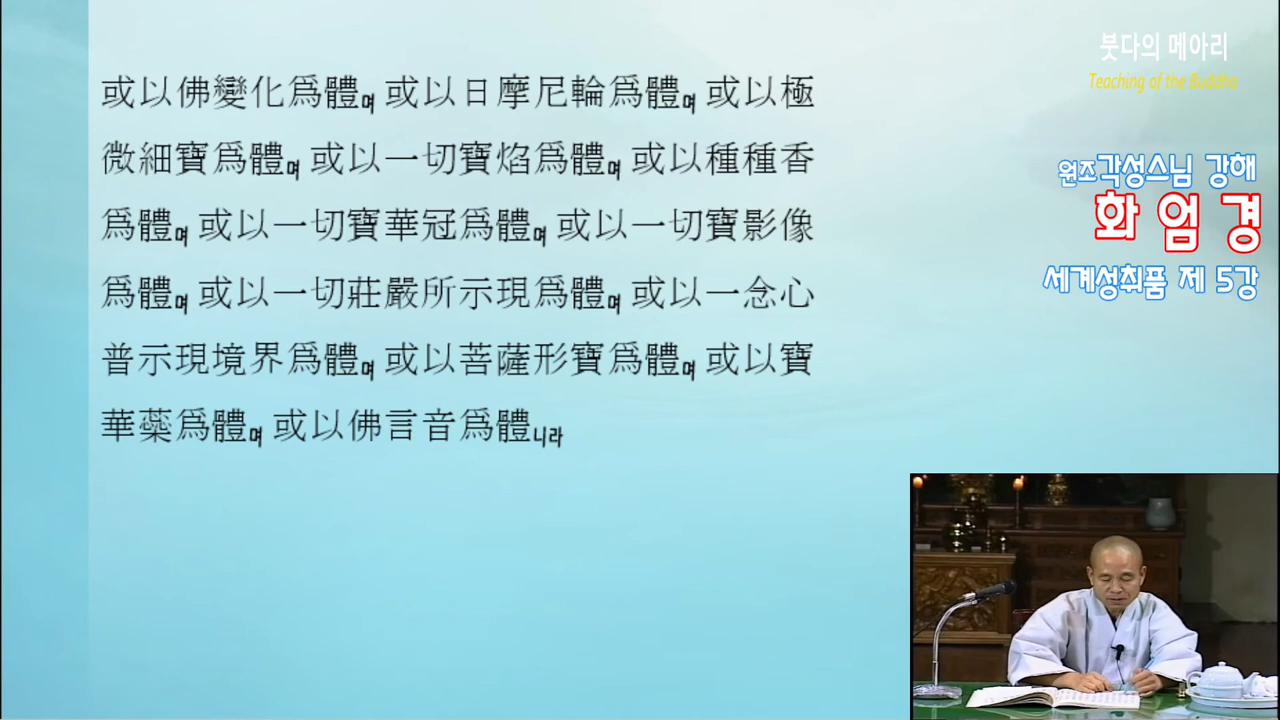 或以佛變化爲體며 或以日摩尼輪爲體며 或以極
微細寶爲體며 或以一切寶焰爲體며 或以種種香
爲體며 或以一切寶華冠爲體며 或以一切寶影像
爲體며 或以一切莊嚴所示現爲體며 或以一念心
普示現境界爲體며 或以菩薩形寶爲體며 或以寶
華蘂爲體며 或以佛言音爲體니라
붓다의 메아리
Teaching of the Buddha
원조각성스님 강해
화엄경
세계성취품 제 5강